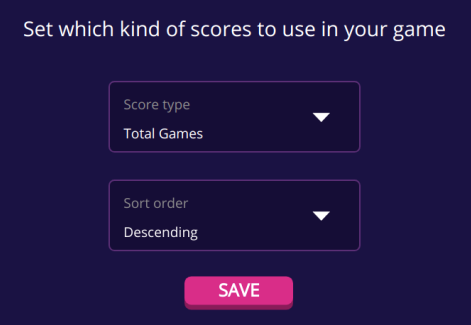 Set which kind of scores to use in your game
Score type
Total Games
Sort order
Descending
SAVE